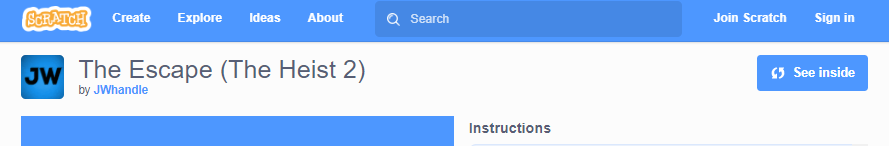 SCRATCH Create Explore Ideas About Search Join Scratch Sign in
JW The Escape (The Heist 2) See inside
by JWhandle
Instructions